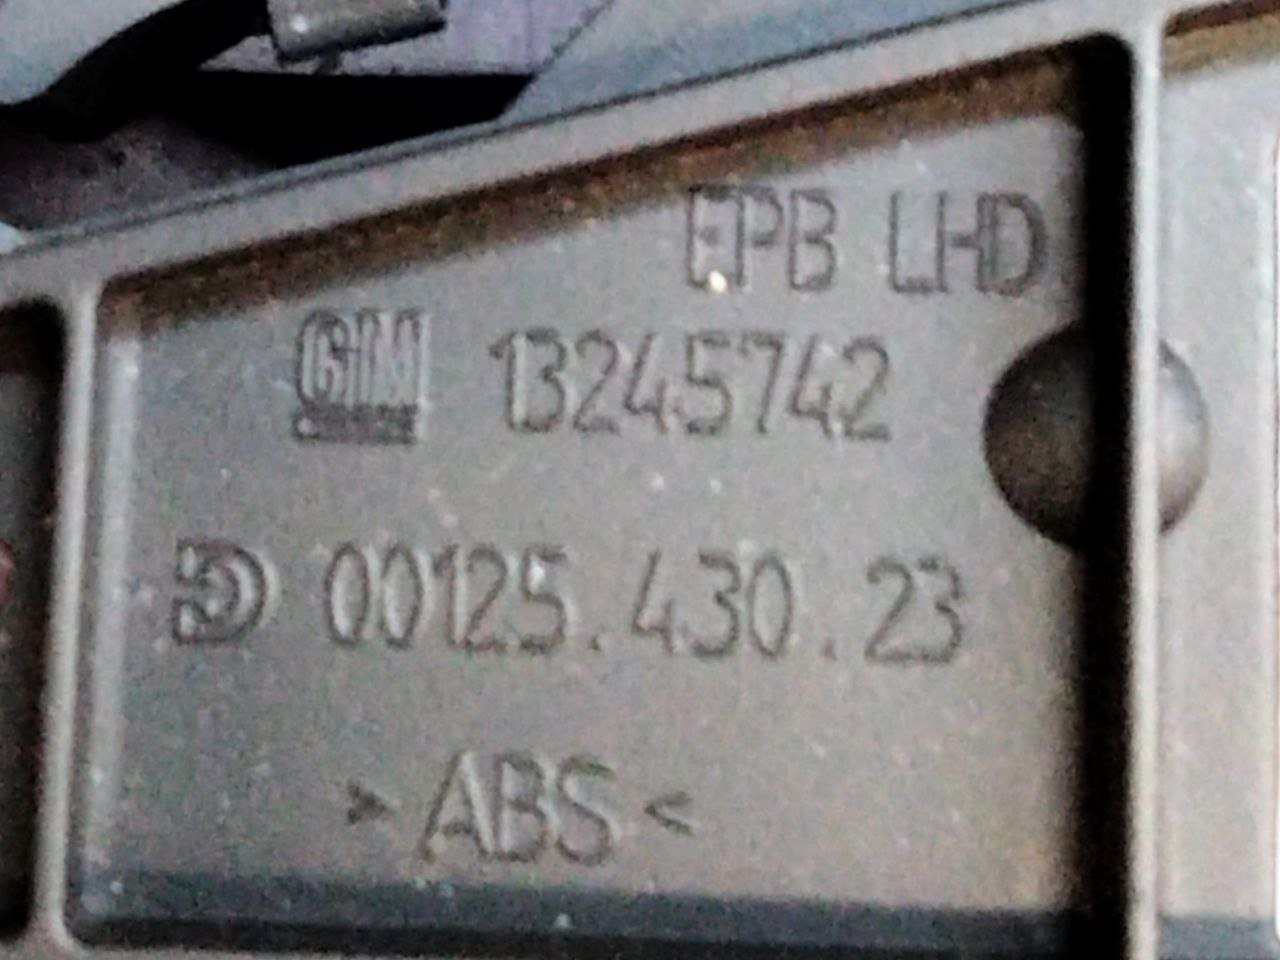 EPB LHD
GM 13245742
00125.430.23
>ABS<